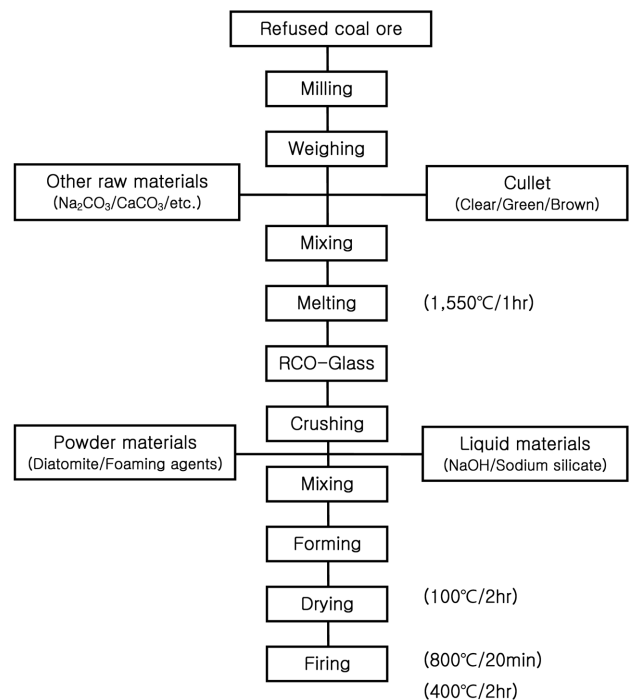 Refused coal ore
Milling
Weighing
Other raw materials
(Na₂CO₃/CaCO₃/etc.)
Cullet
(Clear/Green/Brown)
Mixing
Melting
(1,550℃/1hr)
RCO-Glass
Crushing
Powder materials
(Diatomite/Foaming agents)
Liquid materials
(NaOH/Sodium silicate)
Mixing
Forming
Drying
(100℃/2hr)
Firing
(800℃/20min)
(400℃/2hr)